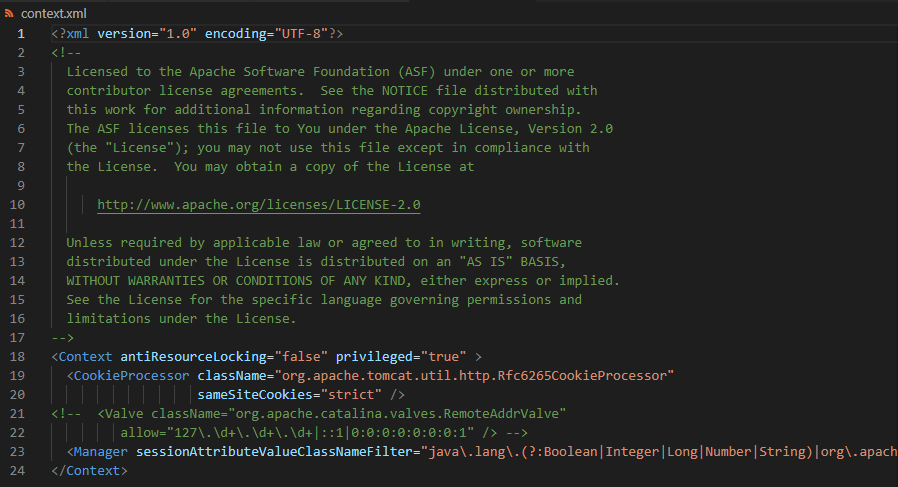 context.xml
1 <?xml version="1.0" encoding="UTF-8"?>
2 <!--
3 Licensed to the Apache Software Foundation (ASF) under one or more
4 contributor license agreements.  See the NOTICE file distributed with
5 this work for additional information regarding copyright ownership.
6 The ASF licenses this file to You under the Apache License, Version 2.0
7 (the "License"); you may not use this file except in compliance with
8 the License.  You may obtain a copy of the License at
9
10 http://www.apache.org/licenses/LICENSE-2.0
11
12 Unless required by applicable law or agreed to in writing, software
13 distributed under the License is distributed on an "AS IS" BASIS,
14 WITHOUT WARRANTIES OR CONDITIONS OF ANY KIND, either express or implied.
15 See the License for the specific language governing permissions and
16 limitations under the License.
17 -->
18 <Context antiResourceLocking="false" privileged="true" >
19 <CookieProcessor className="org.apache.tomcat.util.http.Rfc6265CookieProcessor"
20 sameSiteCookies="strict" />
21 <!--  <Valve className="org.apache.catalina.valves.RemoteAddrValve"
22 allow="127\.\d+\.\d+\.\d+|::1|0:0:0:0:0:0:0:1" /> -->
23 <Manager sessionAttributeValueClassNameFilter="java\.lang\.(?:Boolean|Integer|Long|Number|String)|org\.apach
24 </Context>